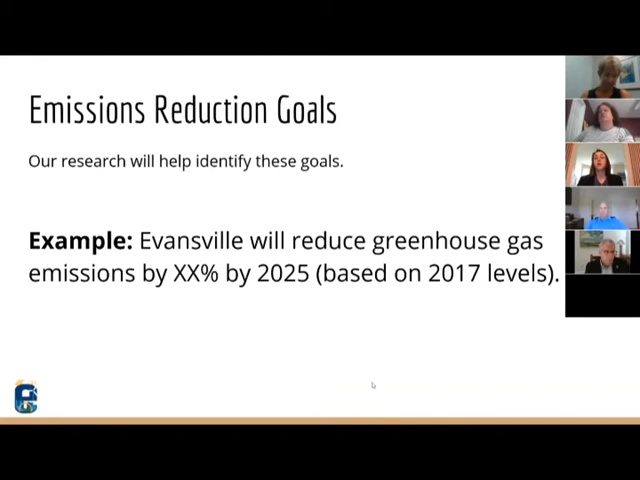 Emissions Reduction Goals
Our research will help identify these goals.
Example: Evansville will reduce greenhouse gas
emissions by XX% by 2025 (based on 2017 levels).